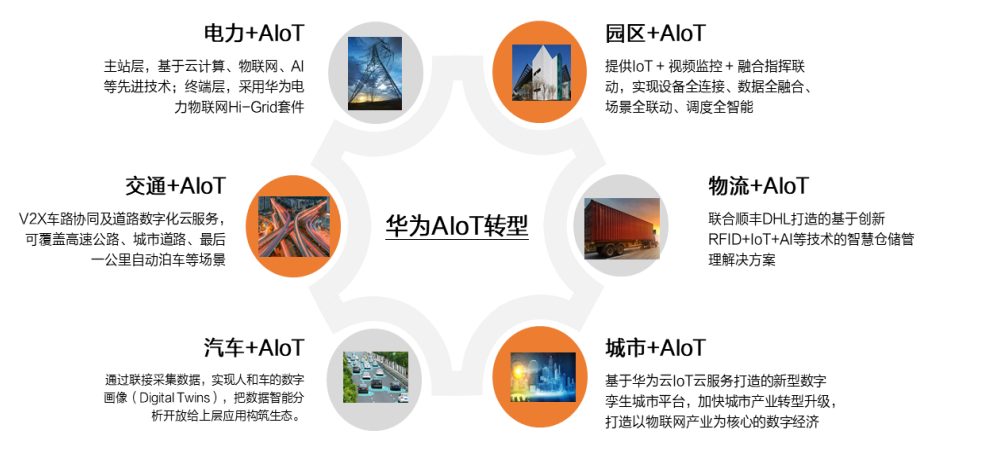 电力+AIoT
主站层，基于云计算、物联网、AI
等先进技术；终端层，采用华为电
力物联网Hi-Grid套件
园区+AIoT
提供IoT + 视频监控 + 融合指挥联
动，实现设备全连接、数据全融合、
场景全联动、调度全智能
交通+AIoT
V2X车路协同及道路数字化云服务，
可覆盖高速公路、城市道路、最后
一公里自动泊车等场景
华为AIoT转型
物流+AIoT
联合顺丰DHL打造的基于创新
RFID+IoT+AI等技术的智慧仓储管
理解决方案
汽车+AIoT
通过联接采集数据，实现人和车的数字
画像（Digital Twins），把数据智能分
析开放给上层应用构筑生态。
城市+AIoT
基于华为云IoT云服务打造的新型数字
孪生城市平台，加快城市产业转型升级，
打造以物联网产业为核心的数字经济